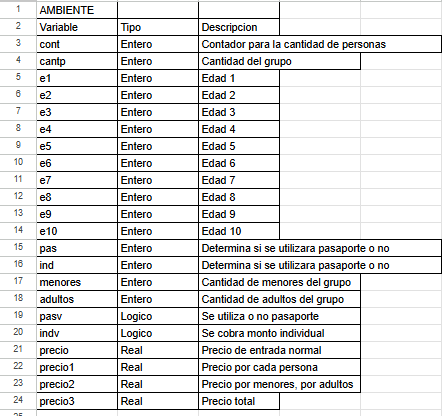 1 AMBIENTE
2 Variable Tipo Descripcion
3 cont Entero Contador para la cantidad de personas
4 cantp Entero Cantidad del grupo
5 e1 Entero Edad 1
6 e2 Entero Edad 2
7 e3 Entero Edad 3
8 e4 Entero Edad 4
9 e5 Entero Edad 5
10 e6 Entero Edad 6
11 e7 Entero Edad 7
12 e8 Entero Edad 8
13 e9 Entero Edad 9
14 e10 Entero Edad 10
15 pas Entero Determina si se utilizara pasaporte o no
16 ind Entero Determina si se utilizara pasaporte o no
17 menores Entero Cantidad de menores del grupo
18 adultos Entero Cantidad de adultos del grupo
19 pasv Logico Se utiliza o no pasaporte
20 indv Logico Se cobra monto individual
21 precio Real Precio de entrada normal
22 precio1 Real Precio por cada persona
23 precio2 Real Precio por menores, por adultos
24 precio3 Real Precio total